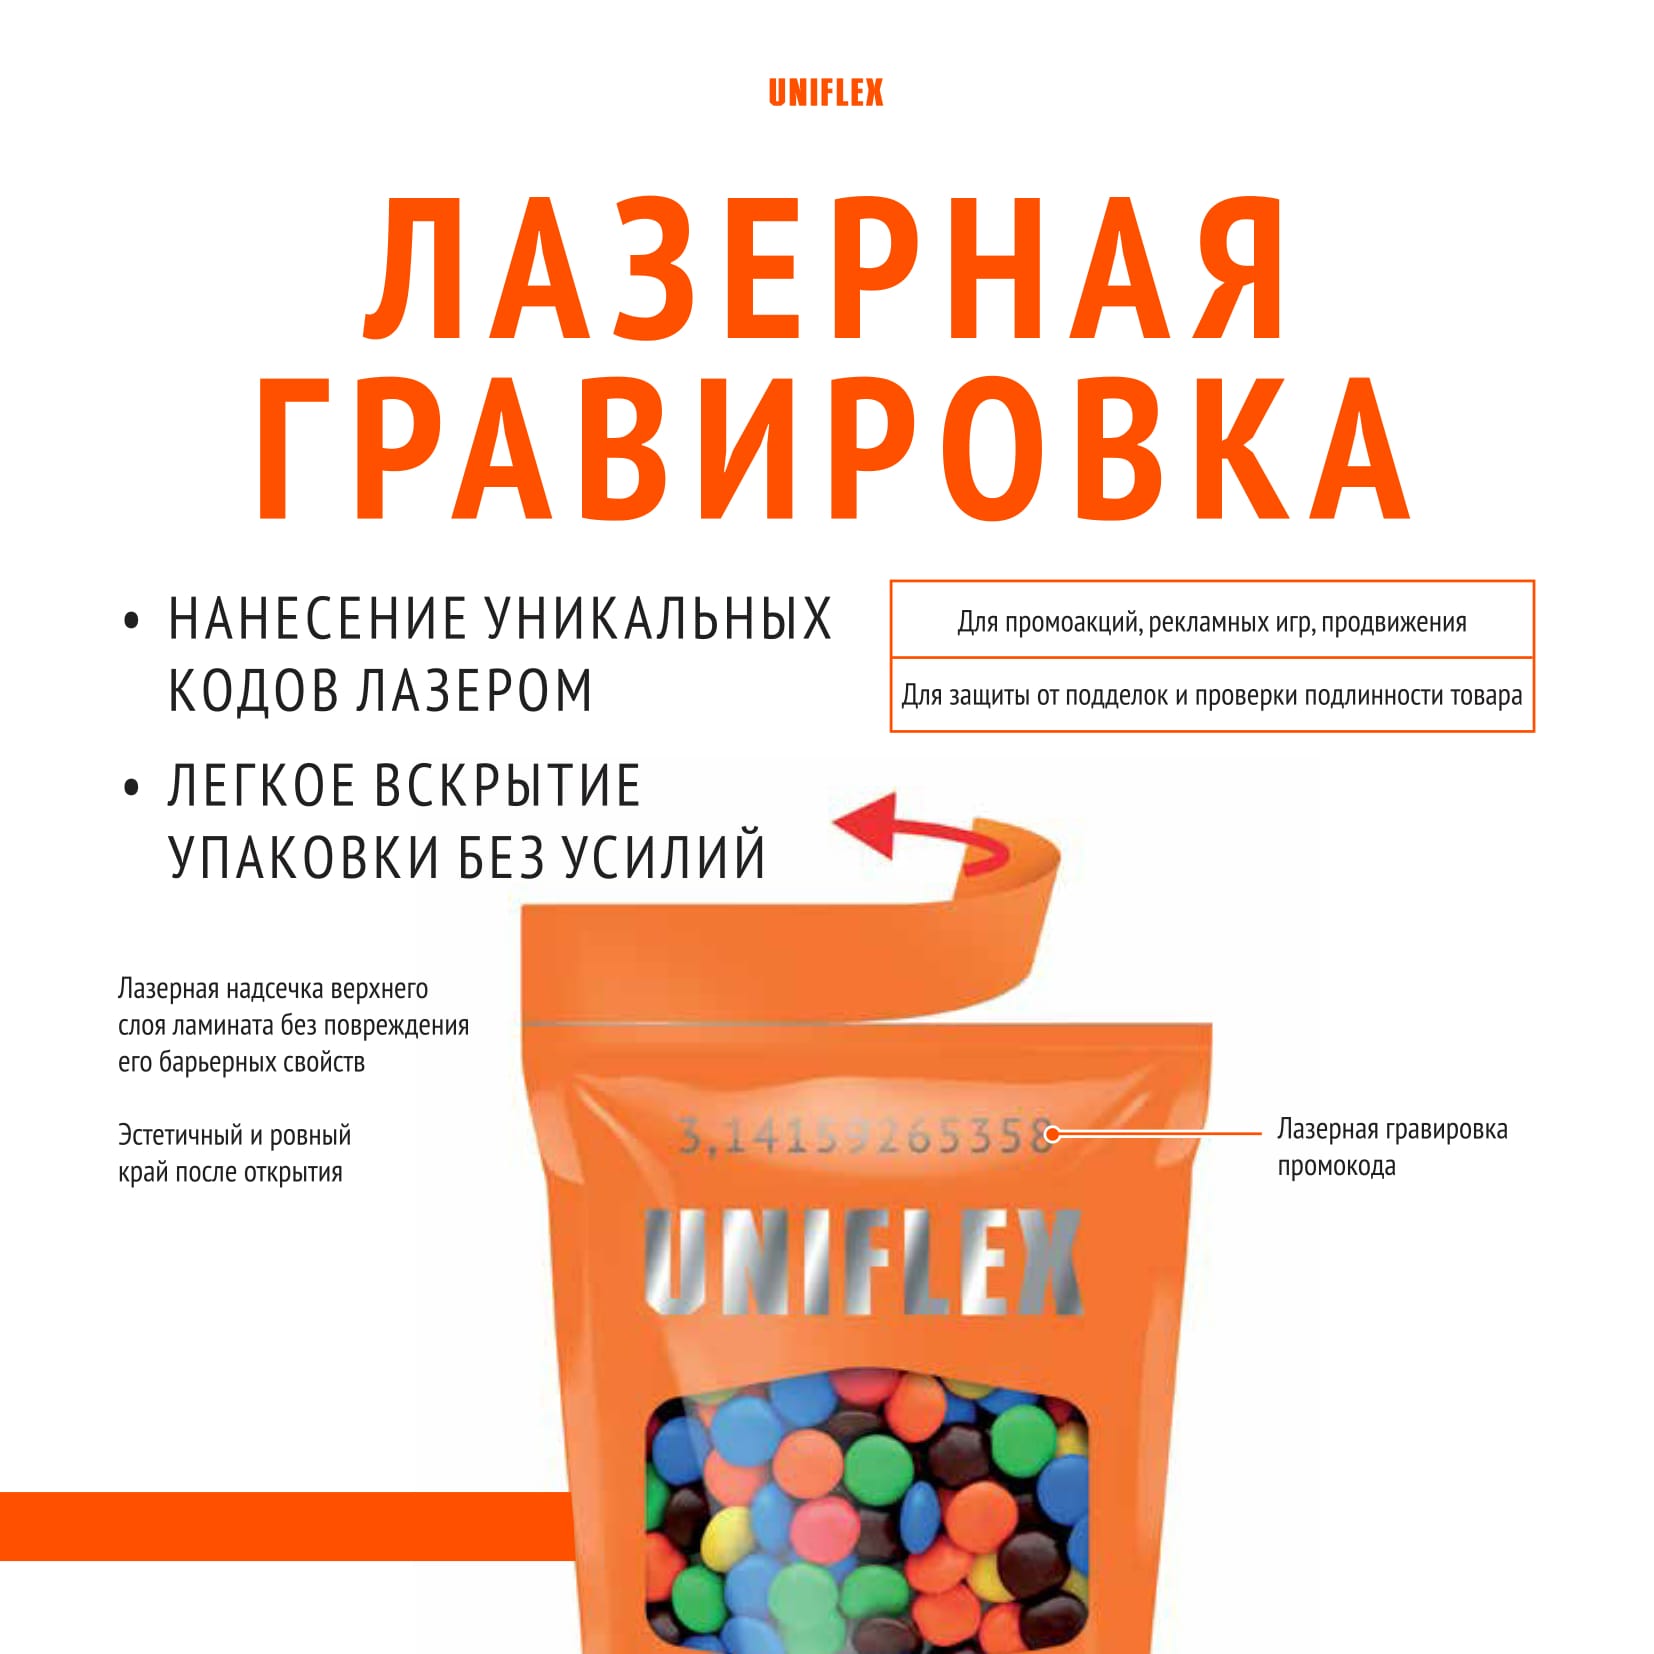 UNIFLEX
ЛАЗЕРНАЯ
ГРАВИРОВКА
• НАНЕСЕНИЕ УНИКАЛЬНЫХ
КОДОВ ЛАЗЕРОМ
Для промоакций, рекламных игр, продвижения
Для защиты от подделок и проверки подлинности товара
• ЛЕГКОЕ ВСКРЫТИЕ
УПАКОВКИ БЕЗ УСИЛИЙ
Лазерная надсечка верхнего
слоя ламината без повреждения
его барьерных свойств
Эстетичный и ровный
край после открытия
3,14159265358
Лазерная гравировка
промокода
UNIFLEX